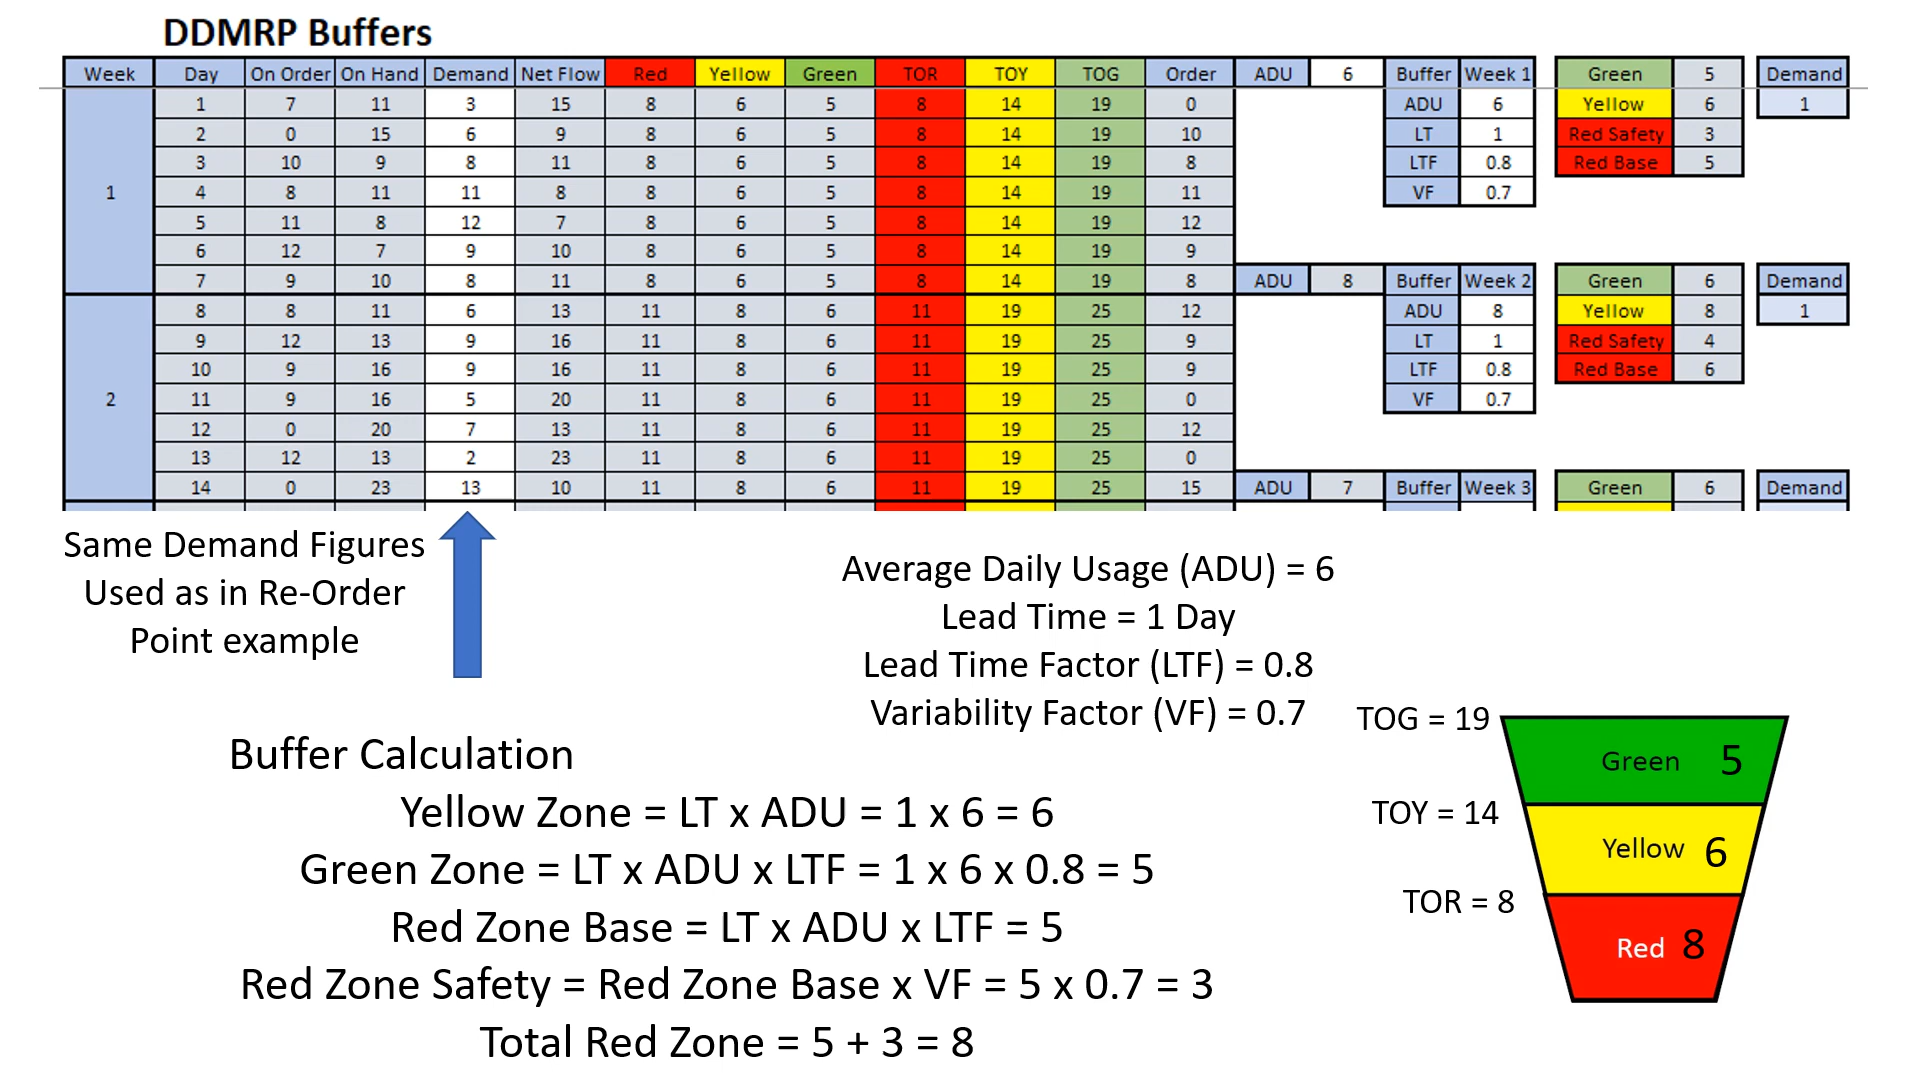 DDMRP Buffers
Week Day On Order On Hand Demand Net Flow Red Yellow Green TOR TOY TOG Order ADU 6 Buffer Week 1 Green 5 Demand
1 7 11 3 15 8 6 5 8 14 19 0 ADU 6 Yellow 6 1
2 0 15 6 9 8 6 5 8 14 19 10 LT 1 Red Safety 3
3 10 9 8 11 8 6 5 8 14 19 8 LTF 0.8 Red Base 5
1 4 8 11 11 8 8 6 5 8 14 19 11 VF 0.7
5 11 8 12 7 8 6 5 8 14 19 12
6 12 7 9 10 8 6 5 8 14 19 9
7 9 10 8 11 8 6 5 8 14 19 8 ADU 8 Buffer Week 2 Green 6 Demand
8 8 11 6 13 11 8 6 11 19 25 12 ADU 8 Yellow 8 1
9 12 13 9 16 11 8 6 11 19 25 9 LT 1 Red Safety 4
10 9 16 9 16 11 8 6 11 19 25 9 LTF 0.8 Red Base 6
2 11 9 16 5 20 11 8 6 11 19 25 0 VF 0.7
12 0 20 7 13 11 8 6 11 19 25 12
13 12 13 2 23 11 8 6 11 19 25 0
14 0 23 13 10 11 8 6 11 19 25 15 ADU 7 Buffer Week 3 Green 6 Demand
Same Demand Figures
Used as in Re-Order
Point example
Average Daily Usage (ADU) = 6
Lead Time = 1 Day
Lead Time Factor (LTF) = 0.8
Variability Factor (VF) = 0.7
Buffer Calculation
Yellow Zone = LT x ADU = 1 x 6 = 6
Green Zone = LT x ADU x LTF = 1 x 6 x 0.8 = 5
Red Zone Base = LT x ADU x LTF = 5
Red Zone Safety = Red Zone Base x VF = 5 x 0.7 = 3
Total Red Zone = 5 + 3 = 8
TOG = 19
Green 5
TOY = 14
Yellow 6
TOR = 8
Red 8